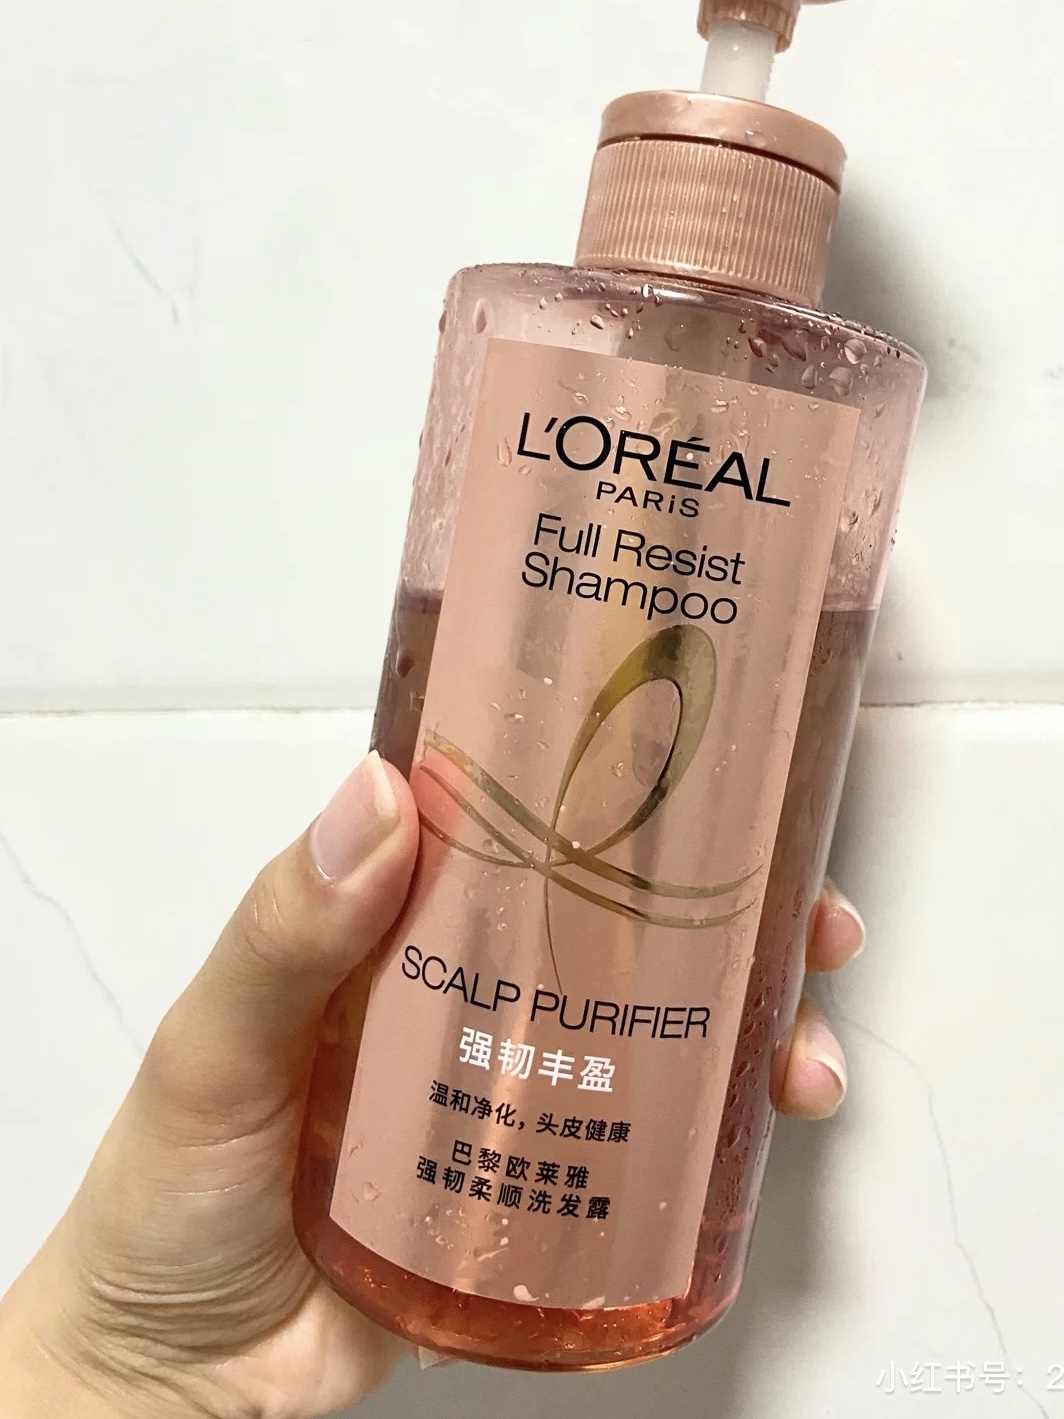 L'ORÉAL
PARiS
Full Resist
Shampoo
SCALP PURIFIER
强韧丰盈
温和净化，头皮健康
巴黎欧莱雅
强韧柔顺洗发露
小红书号：2